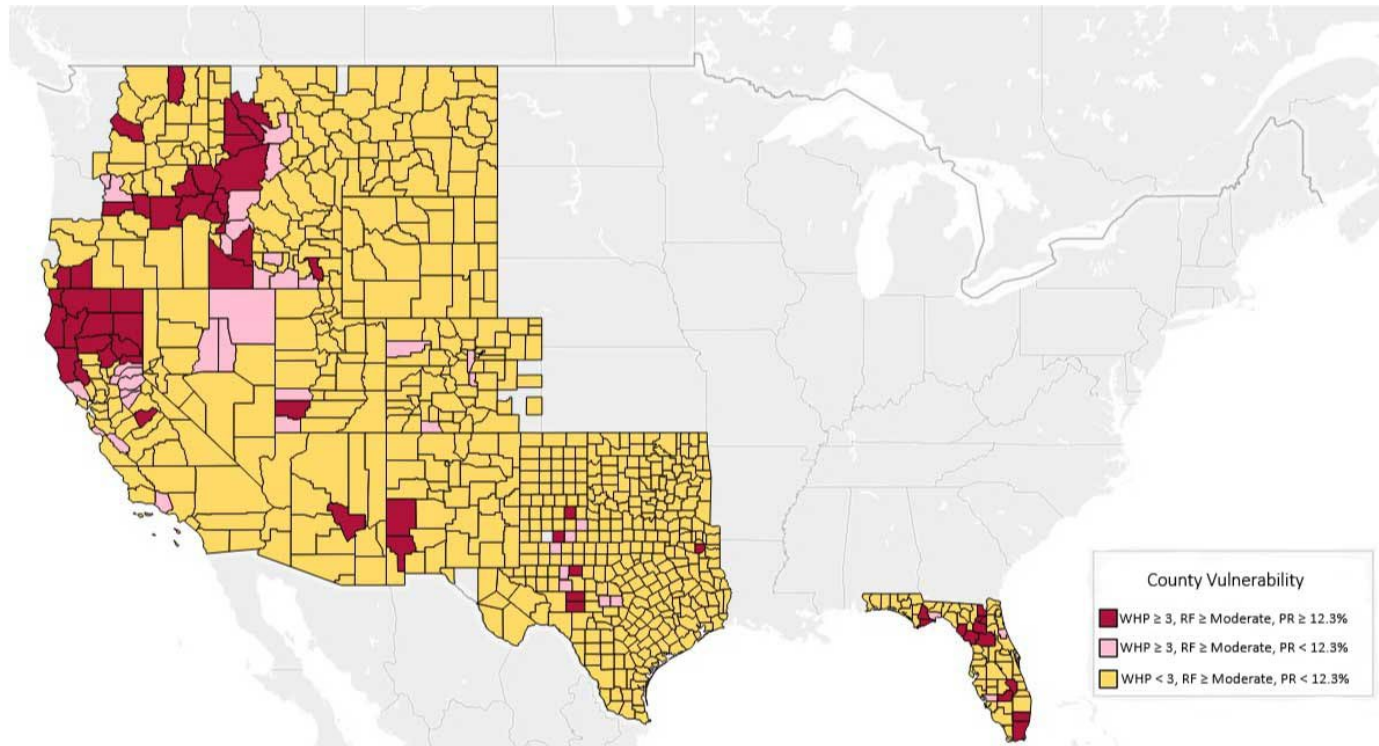 County Vulnerability
WHP ≥ 3, RF ≥ Moderate, PR ≥ 12.3%
WHP ≥ 3, RF ≥ Moderate, PR < 12.3%
WHP < 3, RF ≥ Moderate, PR < 12.3%